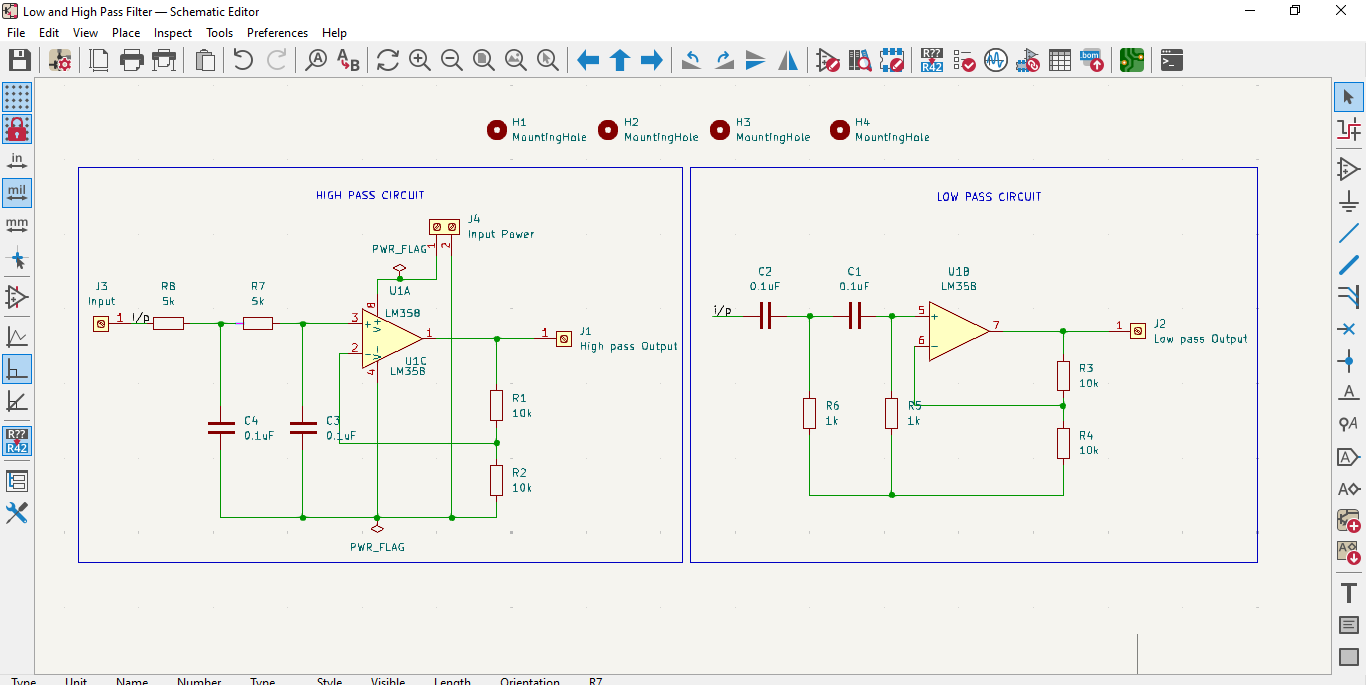 Low and High Pass Filter — Schematic Editor
File Edit View Place Inspect Tools Preferences Help
R??
R42
bom
in
mil
mm
R??
R42
H1
MountingHole
H2
MountingHole
H3
MountingHole
H4
MountingHole
HIGH PASS CIRCUIT
J4
Input Power
1
2
PWR_FLAG
J3
Input
1
I/p
R8
5k
R7
5k
U1A
LM358
8
3
+
V+
1
2
-
V-
4
U1C
LM358
1
J1
High pass Output
C4
0.1uF
C3
0.1uF
R1
10k
R2
10k
PWR_FLAG
LOW PASS CIRCUIT
i/p
C2
0.1uF
C1
0.1uF
U1B
LM358
5
+
6
-
7
1
J2
Low pass Output
R3
10k
R6
1k
R5
1k
R4
10k
A
A
A
A
A
T
Type Unit Name Number Type Style Visible Length Orientation R7